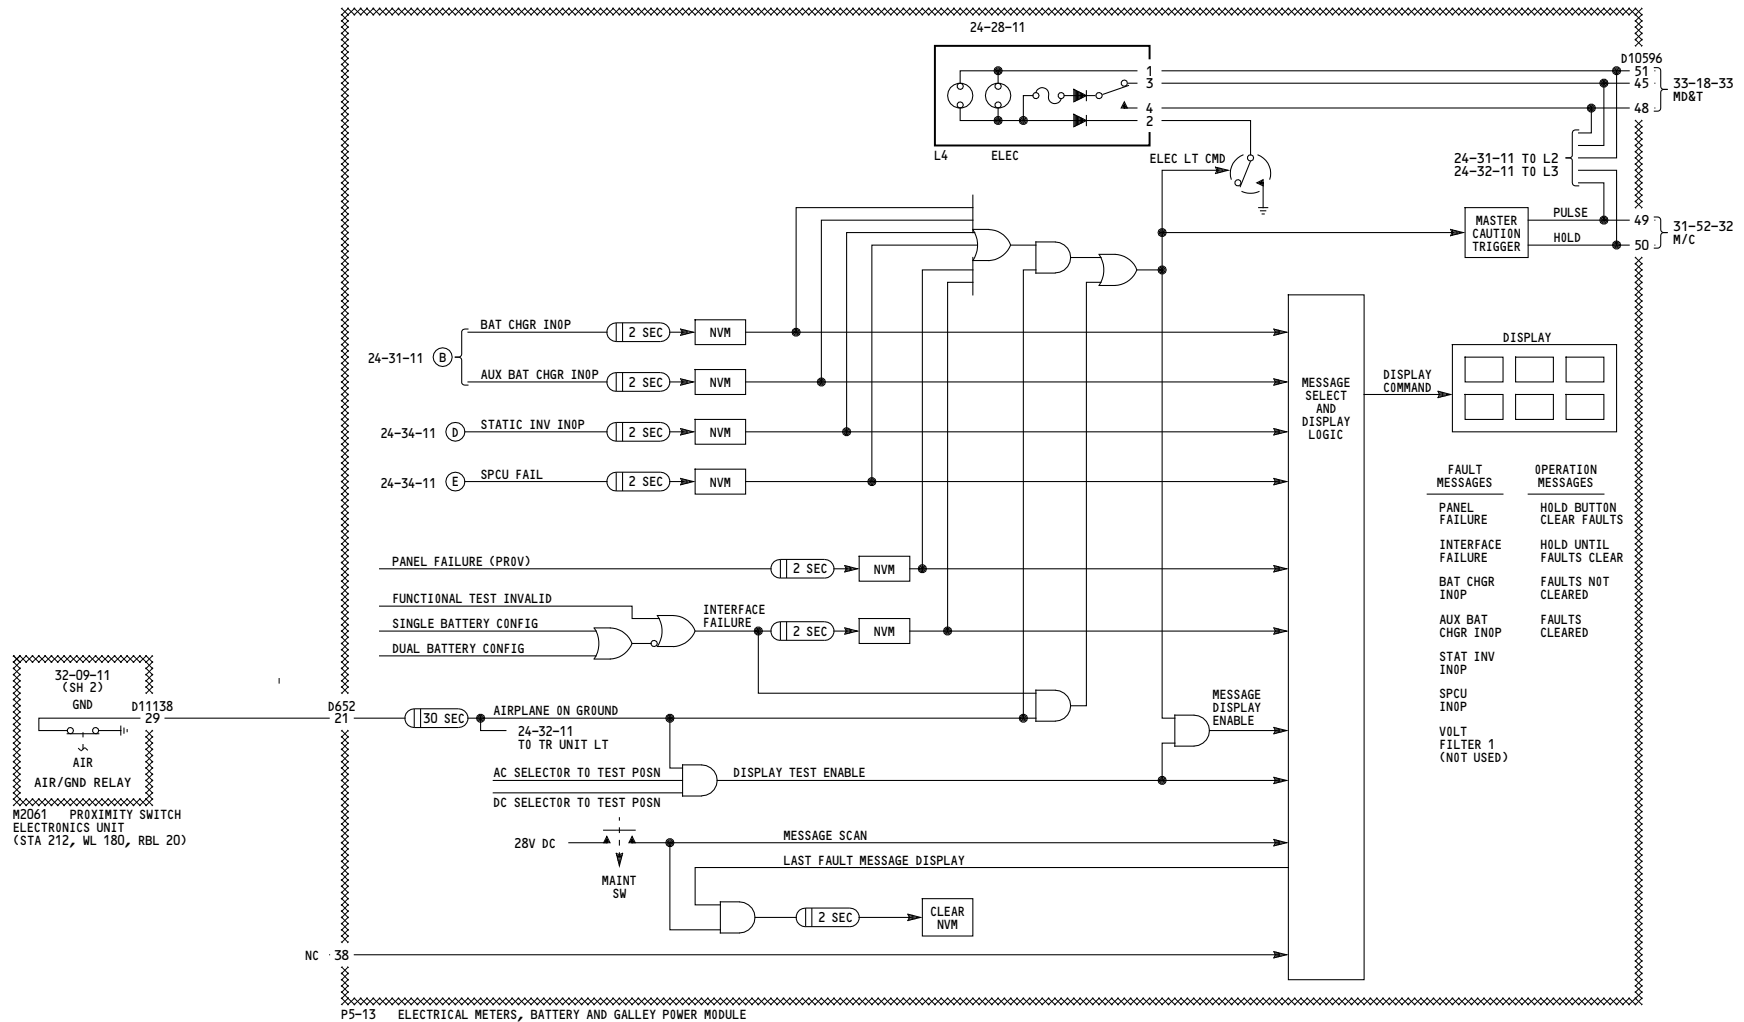 24-28-11
D10596
1
51
3
45
33-18-33
MD&T
4
48
2
L4 ELEC
ELEC LT CMD
24-31-11 TO L2
24-32-11 TO L3
MASTER
CAUTION
TRIGGER
PULSE
49
31-52-32
M/C
HOLD
50
BAT CHGR INOP
2 SEC
NVM
24-31-11 B
AUX BAT CHGR INOP
2 SEC
NVM
24-34-11 D
STATIC INV INOP
2 SEC
NVM
24-34-11 E
SPCU FAIL
2 SEC
NVM
MESSAGE
SELECT
AND
DISPLAY
LOGIC
DISPLAY
COMMAND
DISPLAY
PANEL FAILURE (PROV)
2 SEC
NVM
FUNCTIONAL TEST INVALID
SINGLE BATTERY CONFIG
DUAL BATTERY CONFIG
INTERFACE
FAILURE
2 SEC
NVM
FAULT
MESSAGES
PANEL
FAILURE
INTERFACE
FAILURE
BAT CHGR
INOP
AUX BAT
CHGR INOP
STAT INV
INOP
SPCU
INOP
VOLT
FILTER 1
(NOT USED)
OPERATION
MESSAGES
HOLD BUTTON
CLEAR FAULTS
HOLD UNTIL
FAULTS CLEAR
FAULTS NOT
CLEARED
FAULTS
CLEARED
32-09-11
(SH 2)
GND
AIR
AIR/GND RELAY
D11138
29
M2061 PROXIMITY SWITCH
ELECTRONICS UNIT
(STA 212, WL 180, RBL 20)
D652
21
30 SEC
AIRPLANE ON GROUND
24-32-11
TO TR UNIT LT
MESSAGE
DISPLAY
ENABLE
AC SELECTOR TO TEST POSN
DC SELECTOR TO TEST POSN
DISPLAY TEST ENABLE
28V DC
MAINT
SW
MESSAGE SCAN
LAST FAULT MESSAGE DISPLAY
2 SEC
CLEAR
NVM
NC 38
P5-13 ELECTRICAL METERS, BATTERY AND GALLEY POWER MODULE